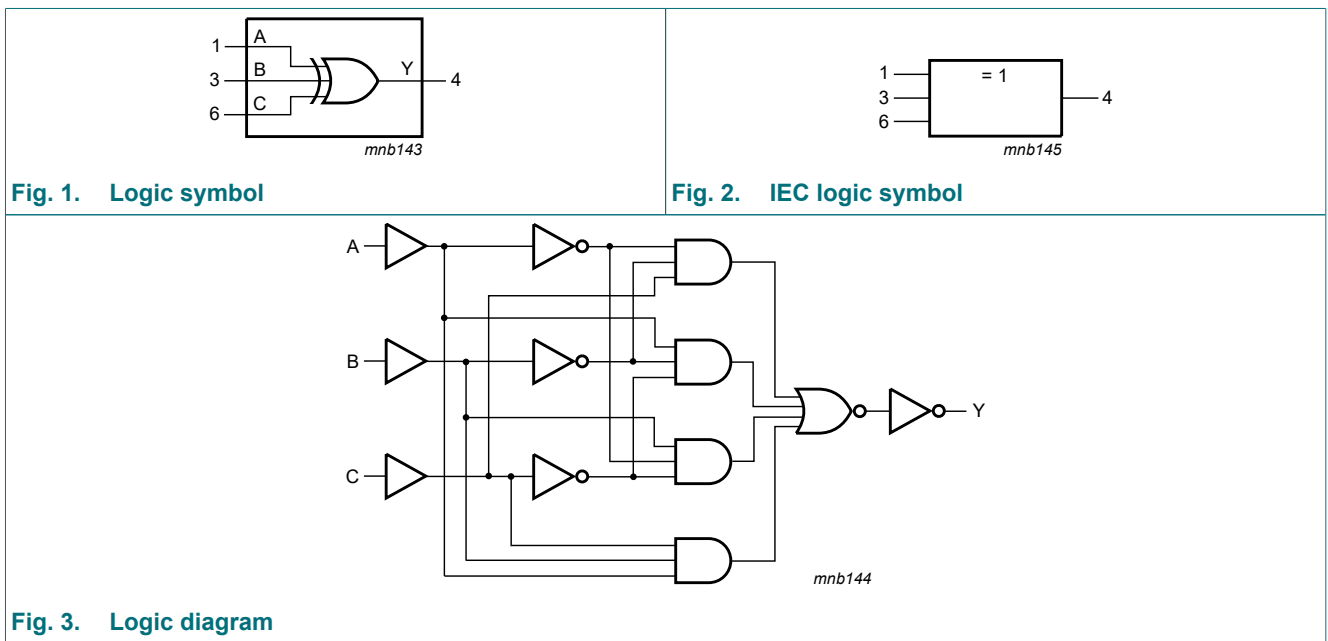 1 A
3 B Y 4
6 C
mnb143
Fig. 1. Logic symbol
1 = 1
3 4
6
mnb145
Fig. 2. IEC logic symbol
A
B
Y
C
mnb144
Fig. 3. Logic diagram